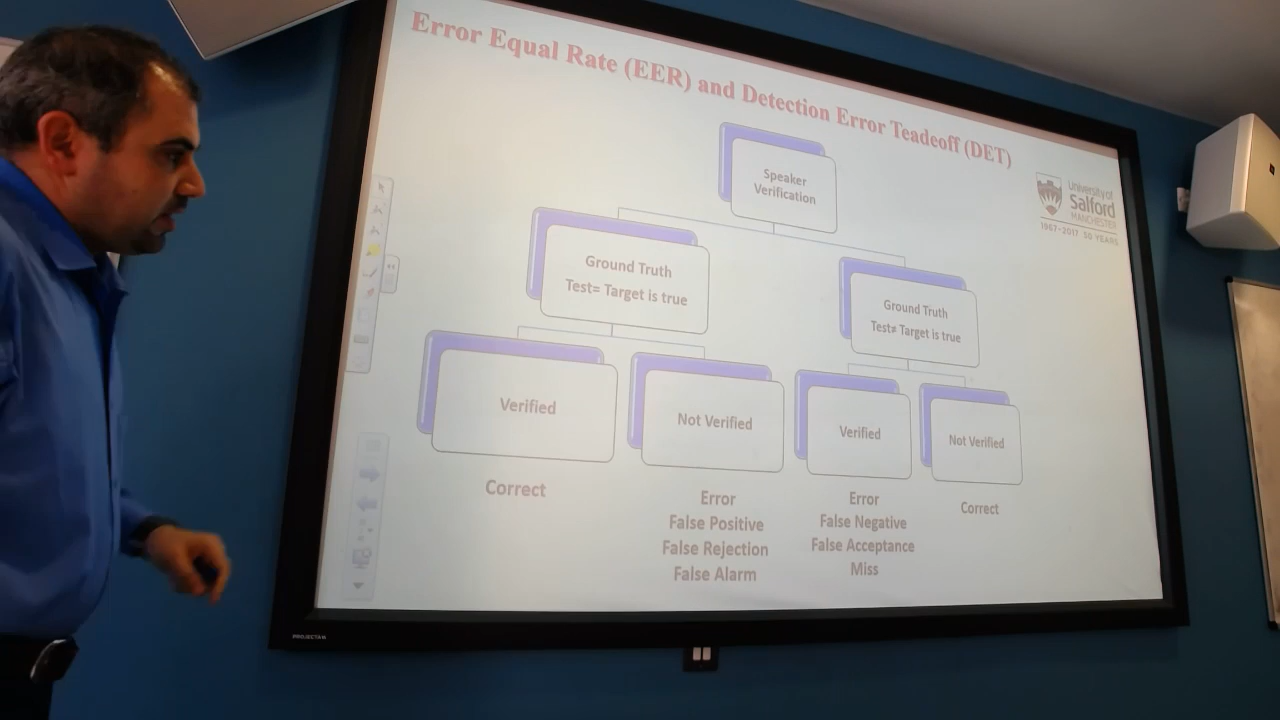 Error Equal Rate (EER) and Detection Error Teadeoff (DET)
Speaker
Verification
University of
Salford
MANCHESTER
1967-2017 50 YEARS
Ground Truth
Test= Target is true
Ground Truth
Test≠ Target is true
Verified
Not Verified
Verified
Not Verified
Correct
Error
False Positive
False Rejection
False Alarm
Error
False Negative
False Acceptance
Miss
Correct
PROJECTA